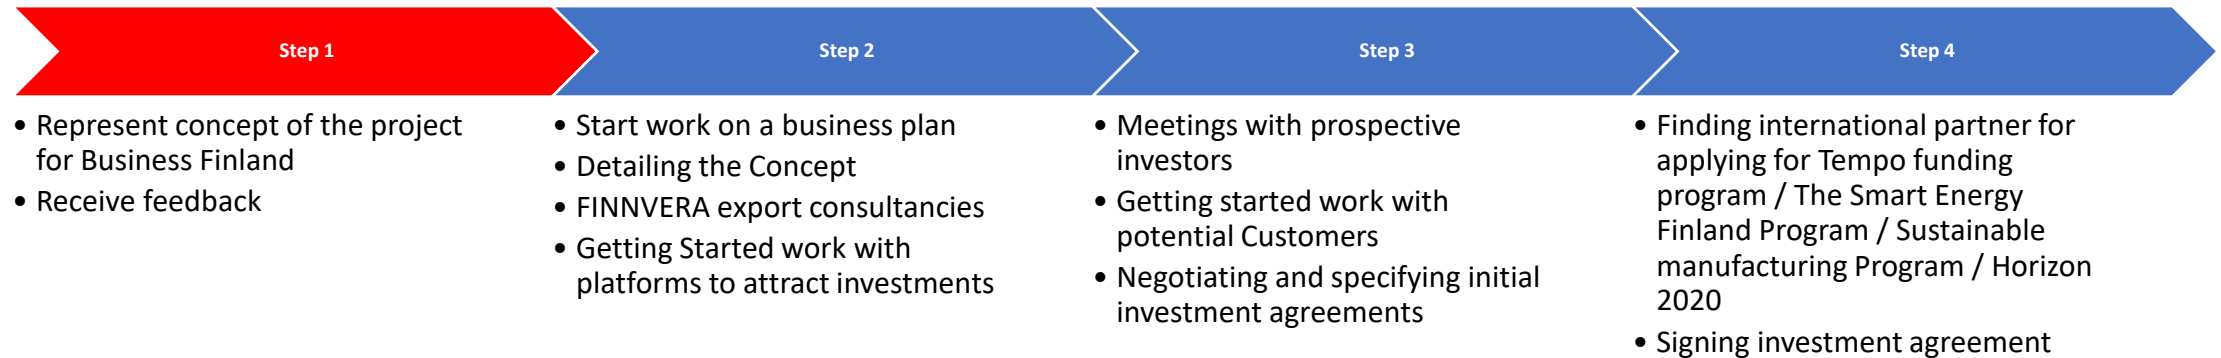 Step 1
• Represent concept of the project
for Business Finland
• Receive feedback
Step 2
• Start work on a business plan
• Detailing the Concept
• FINNVERA export consultancies
• Getting Started work with
platforms to attract investments
Step 3
• Meetings with prospective
investors
• Getting started work with
potential Customers
• Negotiating and specifying initial
investment agreements
Step 4
• Finding international partner for
applying for Tempo funding
program / The Smart Energy
Finland Program / Sustainable
manufacturing Program / Horizon
2020
• Signing investment agreement